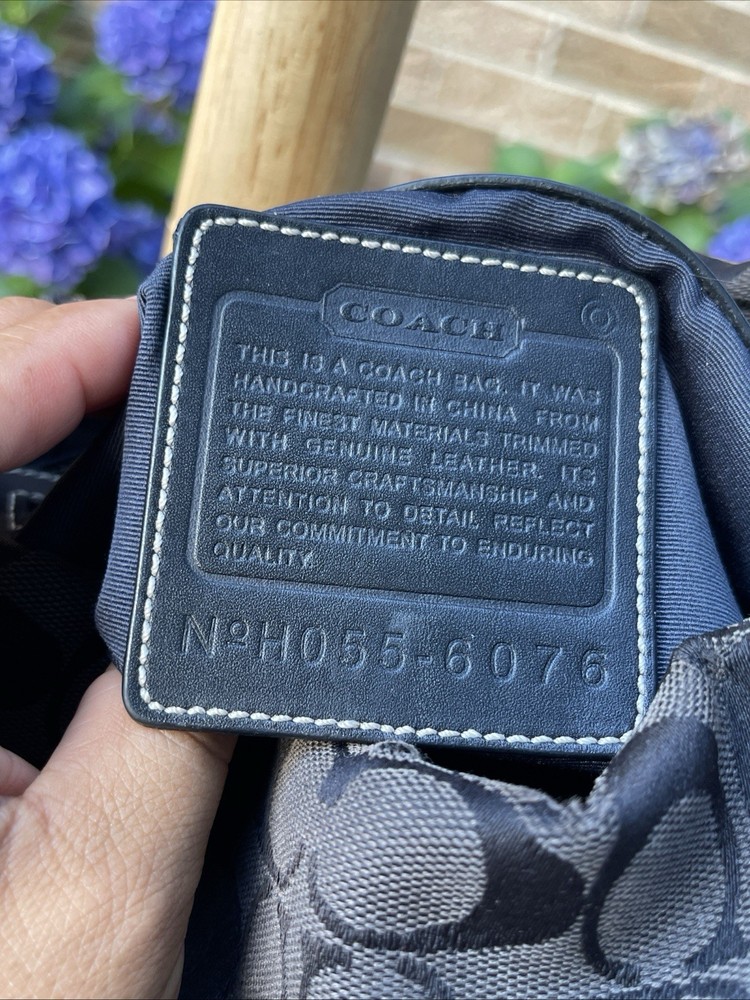 COACH
THIS IS A COACH BAG. IT WAS
HANDCRAFTED IN CHINA FROM
THE FINEST MATERIALS TRIMMED
WITH GENUINE LEATHER. ITS
SUPERIOR CRAFTSMANSHIP AND
ATTENTION TO DETAIL REFLECT
OUR COMMITMENT TO ENDURING
QUALITY.
NºH055-6076